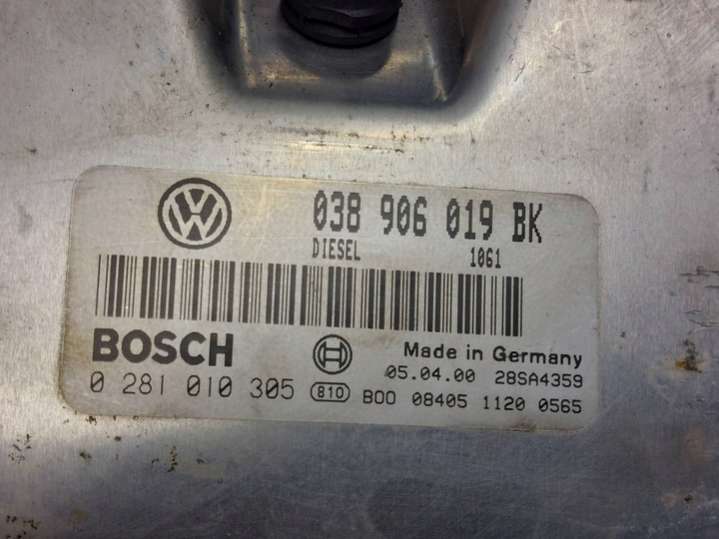 038 906 019 BK
DIESEL 1061
BOSCH Made in Germany
05.04.00 28SA4359
0 281 010 305 810 B00 08405 1120 0565